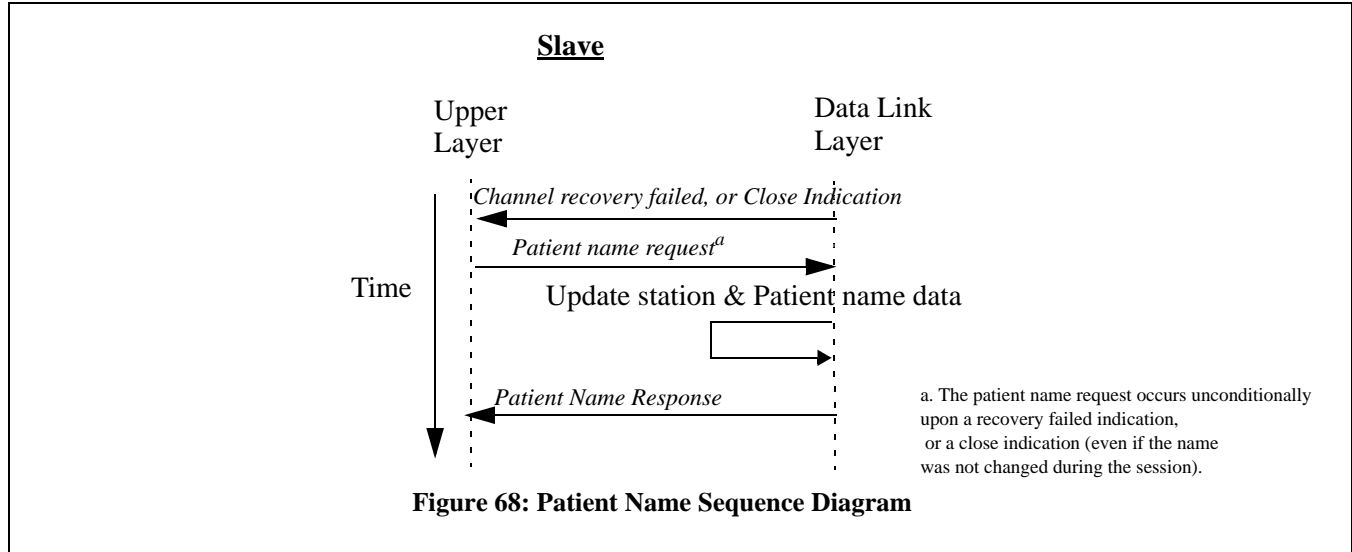 Slave
Upper
Layer
Data Link
Layer
Channel recovery failed, or Close Indication
Patient name requesta
Time
Update station & Patient name data
Patient Name Response
a. The patient name request occurs unconditionally
upon a recovery failed indication,
or a close indication (even if the name
was not changed during the session).
Figure 68: Patient Name Sequence Diagram